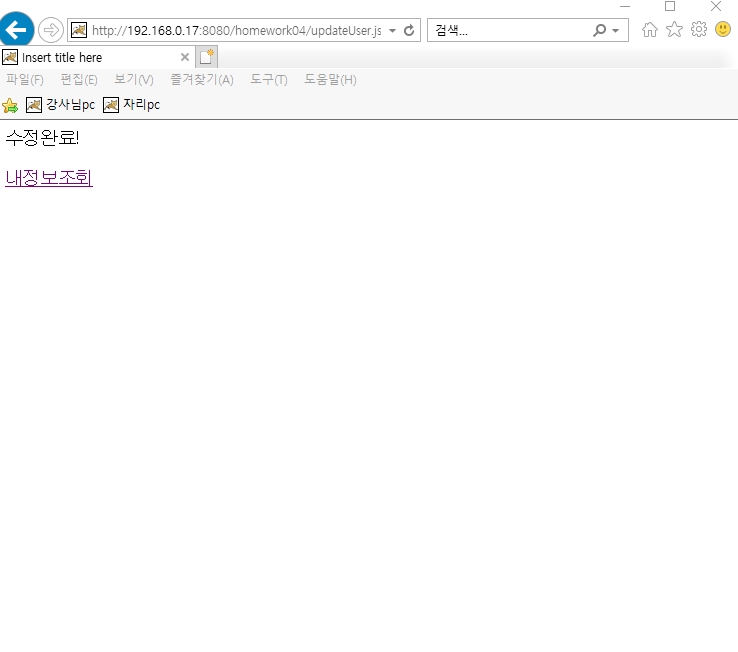 http://192.168.0.17:8080/homework04/updateUser.js
검색...
Insert title here
파일(F) 편집(E) 보기(V) 즐겨찾기(A) 도구(T) 도움말(H)
강사님pc 자리pc
수정완료!
내정보조회